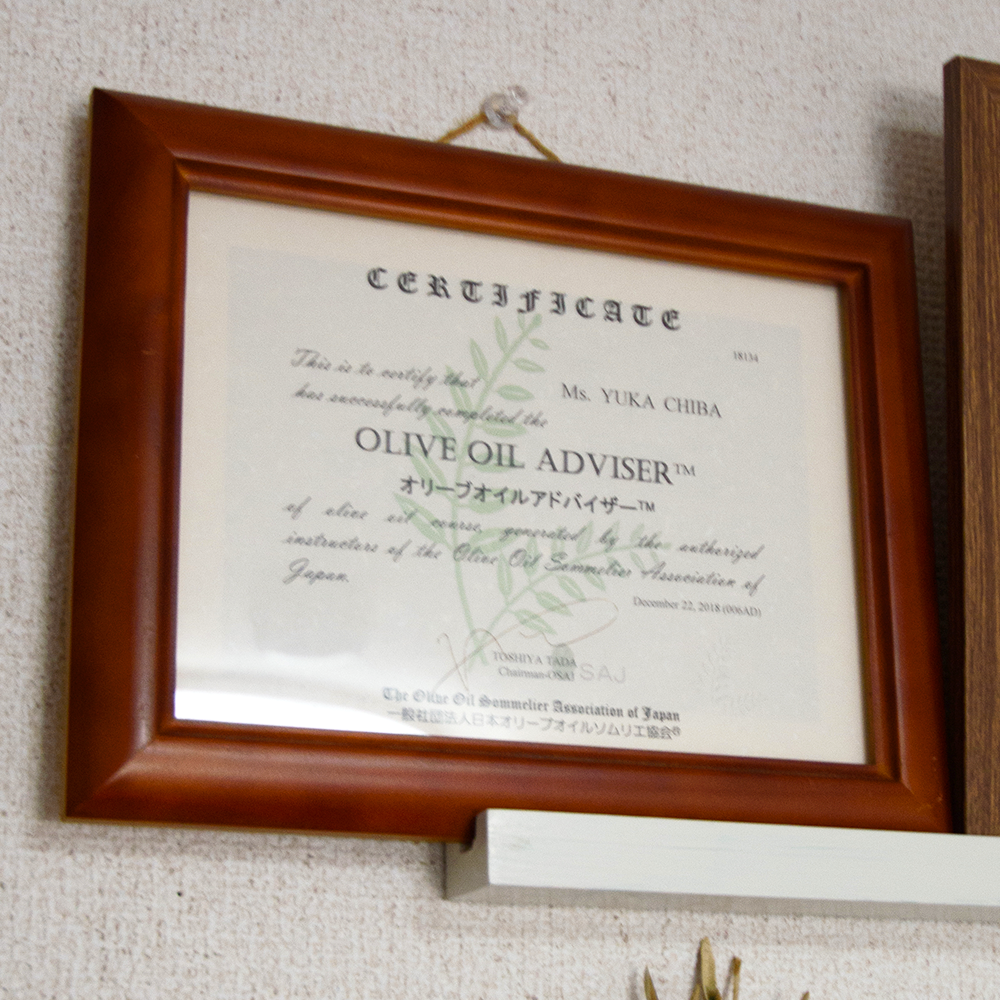 CERTIFICATE
18134
This is to certify that
Ms. YUKA CHIBA
has successfully completed the
OLIVE OIL ADVISER™
オリーブオイルアドバイザー™
of olive oil course, generated by the authorized
instructors of the Olive Oil Sommelier Association of
Japan.
December 22, 2018 (006AD)
TOSHIYA TADA
Chairman-OSAJ
SAJ
The Olive Oil Sommelier Association of Japan
一般社団法人日本オリーブオイルソムリエ協会®